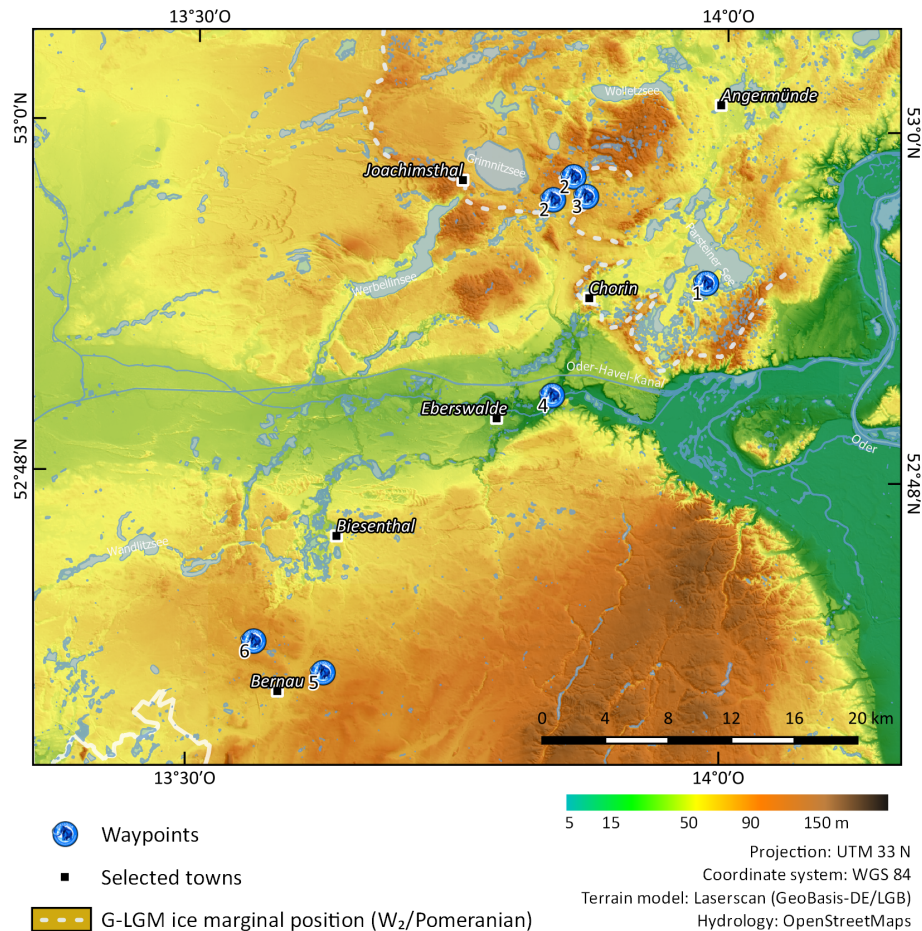 13°30'O 14°0'O
53°0'N
53°0'N
Wolletzsee
Angermünde
Joachimsthal
Grimnitzsee
2
2
3
Parsteiner See
Werbellinsee
Chorin
1
Oder-Havel-Kanal
Eberswalde
4
Oder
52°48'N
52°48'N
Biesenthal
Wandlitzsee
6
Bernau
5
0 4 8 12 16 20 km
13°30'O 14°0'O
5 15 50 90 150 m
Waypoints
Selected towns
G-LGM ice marginal position (W₂/Pomeranian)
Projection: UTM 33 N
Coordinate system: WGS 84
Terrain model: Laserscan (GeoBasis-DE/LGB)
Hydrology: OpenStreetMaps